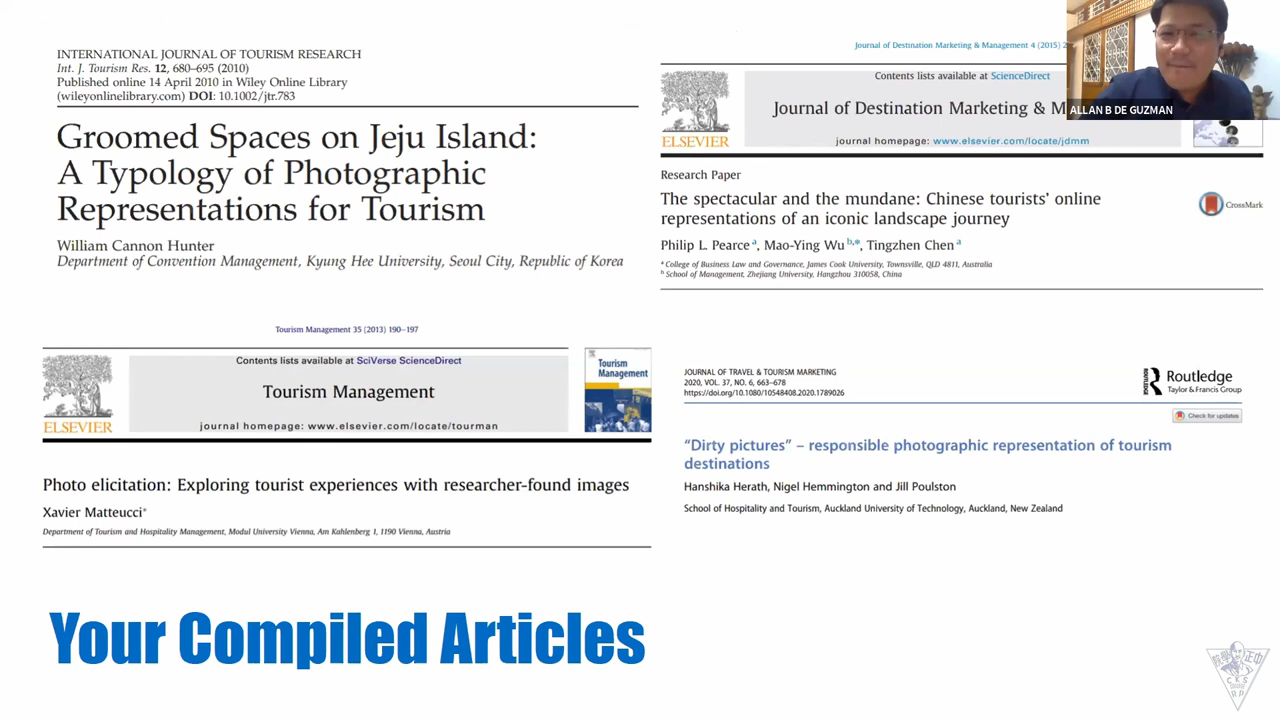 INTERNATIONAL JOURNAL OF TOURISM RESEARCH
Int. J. Tourism Res. 12, 680–695 (2010)
Published online 14 April 2010 in Wiley Online Library
(wileyonlinelibrary.com) DOI: 10.1002/jtr.783
Groomed Spaces on Jeju Island:
A Typology of Photographic
Representations for Tourism
William Cannon Hunter
Department of Convention Management, Kyung Hee University, Seoul City, Republic of Korea
Journal of Destination Marketing & Management 4 (2015)
Contents lists available at ScienceDirect
Journal of Destination Marketing & M
ELSEVIER
journal homepage: www.elsevier.com/locate/jdmm
ALLAN B DE GUZMAN
Research Paper
The spectacular and the mundane: Chinese tourists' online
representations of an iconic landscape journey
CrossMark
Philip L. Pearce a, Mao-Ying Wu b,*, Tingzhen Chen a
a College of Business Law and Governance, James Cook University, Townsville, QLD 4811, Australia
b School of Management, Zhejiang University, Hangzhou 310058, China
Tourism Management 35 (2013) 190–197
Contents lists available at SciVerse ScienceDirect
Tourism Management
ELSEVIER
journal homepage: www.elsevier.com/locate/tourman
Tourism
Management
Photo elicitation: Exploring tourist experiences with researcher-found images
Xavier Matteucci*
Department of Tourism and Hospitality Management, Modul University Vienna, Am Kahlenberg 1, 1190 Vienna, Austria
JOURNAL OF TRAVEL & TOURISM MARKETING
2020, VOL. 37, NO. 6, 663–678
https://doi.org/10.1080/10548408.2020.1789026
ROUTLEDGE
Routledge
Taylor & Francis Group
Check for updates
“Dirty pictures” – responsible photographic representation of tourism
destinations
Hanshika Herath, Nigel Hemmington and Jill Poulston
School of Hospitality and Tourism, Auckland University of Technology, Auckland, New Zealand
Your Compiled Articles
C K S